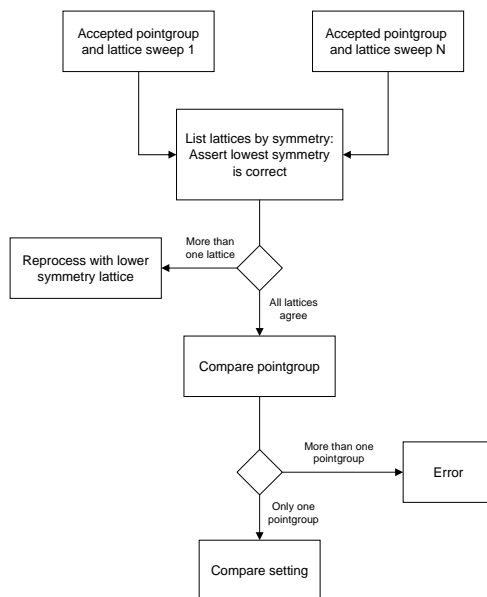 Accepted pointgroup
and lattice sweep 1
Accepted pointgroup
and lattice sweep N
List lattices by symmetry:
Assert lowest symmetry
is correct
More than
one lattice
Reprocess with lower
symmetry lattice
All lattices
agree
Compare pointgroup
More than one
pointgroup
Error
Only one
pointgroup
Compare setting